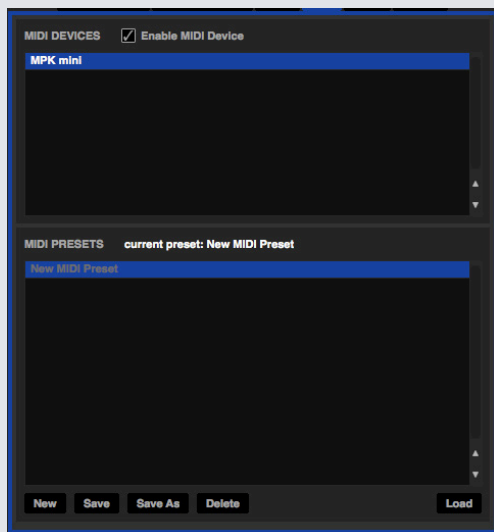 MIDI DEVICES Enable MIDI Device
MPK mini
MIDI PRESETS current preset: New MIDI Preset
New MIDI Preset
New Save Save As Delete Load